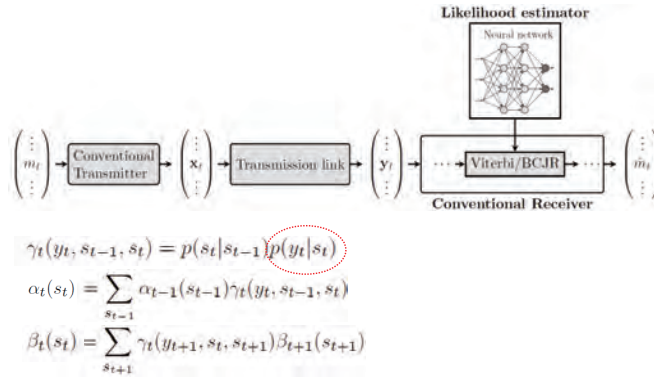 Likelihood estimator
Neural network
( ⋮ m_t ⋮ ) → Conventional Transmitter → ( ⋮ x_t ⋮ ) → Transmission link → ( ⋮ y_t ⋮ ) → ··· → Viterbi/BCJR → ··· → ( ⋮ m̂_t ⋮ )
Conventional Receiver
γ_t(y_t, s_{t−1}, s_t) = p(s_t|s_{t−1})p(y_t|s_t)
α_t(s_t) = ∑_{s_{t−1}} α_{t−1}(s_{t−1})γ_t(y_t, s_{t−1}, s_t)
β_t(s_t) = ∑_{s_{t+1}} γ_t(y_{t+1}, s_t, s_{t+1})β_{t+1}(s_{t+1})